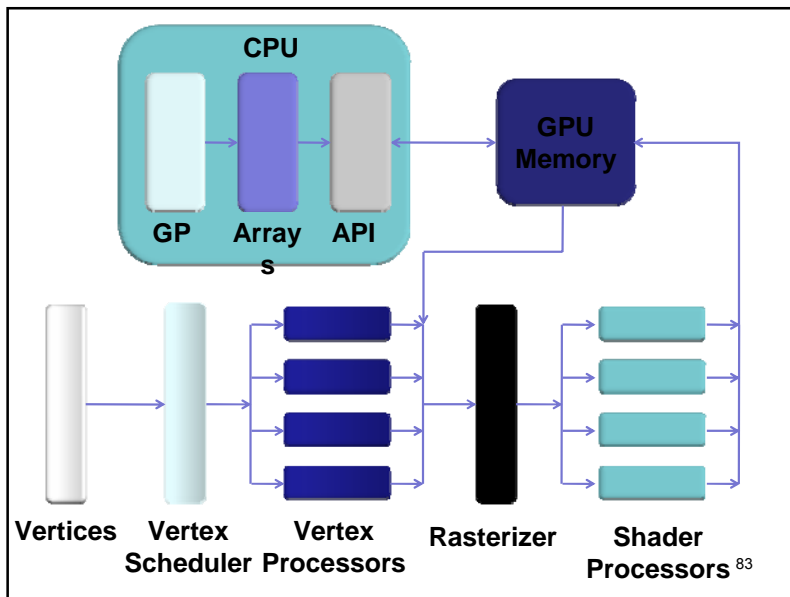 CPU
GPU
Memory
GP
Array
s
API
Vertices
Vertex
Scheduler
Vertex
Processors
Rasterizer
Shader
Processors
83